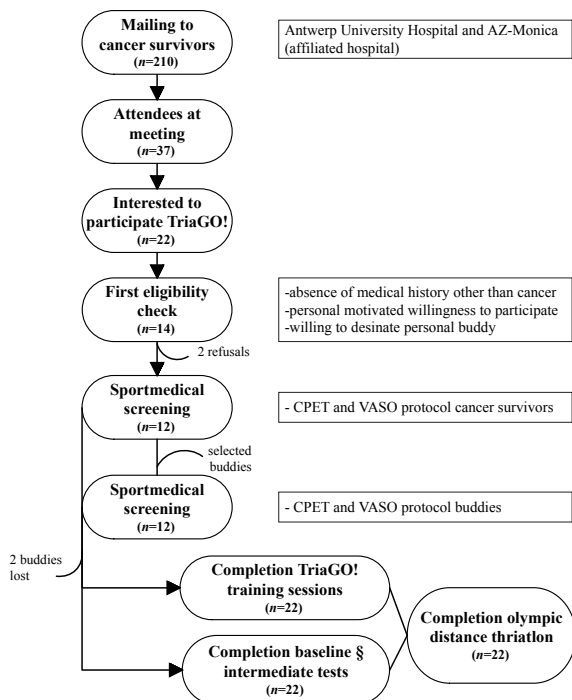 Mailing to
cancer survivors
(n=210)
Antwerp University Hospital and AZ-Monica
(affiliated hospital)
Attendees at
meeting
(n=37)
Interested to
participate TriaGO!
(n=22)
First eligibility
check
(n=14)
-absence of medical history other than cancer
-personal motivated willingness to participate
-willing to desinate personal buddy
2 refusals
Sportmedical
screening
(n=12)
- CPET and VASO protocol cancer survivors
selected
buddies
Sportmedical
screening
(n=12)
- CPET and VASO protocol buddies
2 buddies
lost
Completion TriaGO!
training sessions
(n=22)
Completion baseline §
intermediate tests
(n=22)
Completion olympic
distance thriatlon
(n=22)